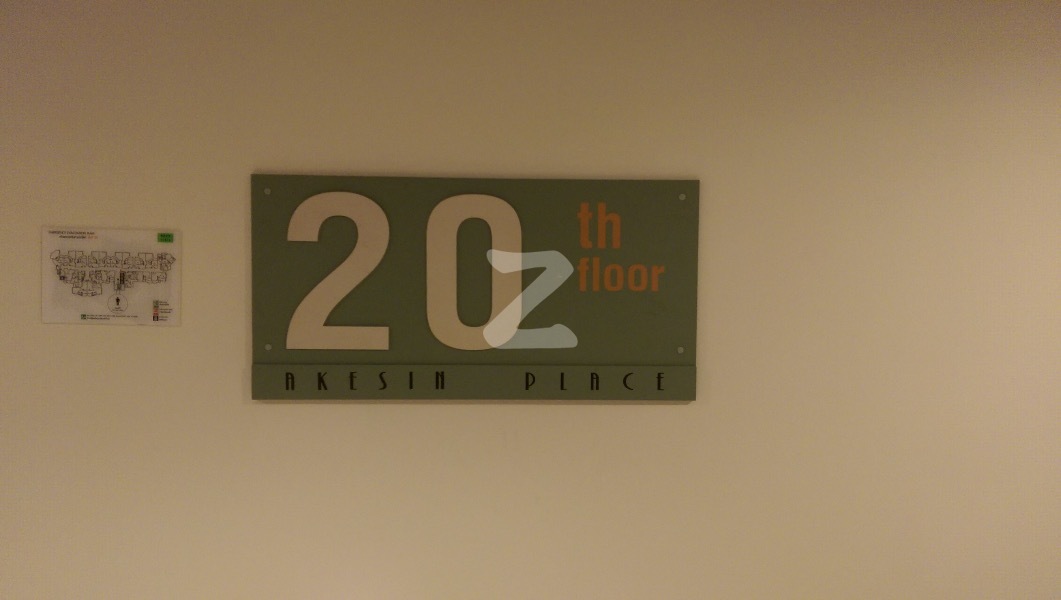 20 th
floor
AKESIN PLACE
Z